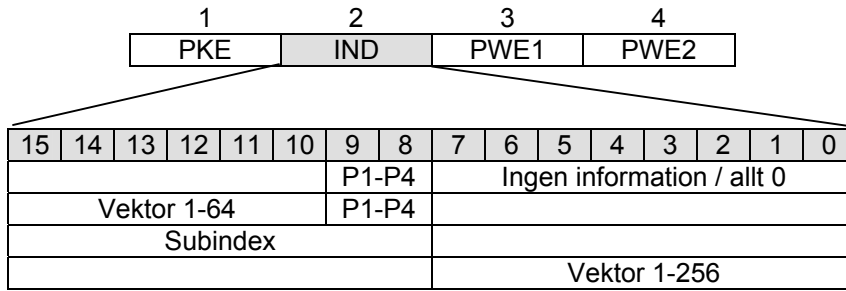 1 2 3 4
PKE IND PWE1 PWE2
15 14 13 12 11 10 9 8 7 6 5 4 3 2 1 0
P1-P4 Ingen information / allt 0
Vektor 1-64 P1-P4
Subindex
Vektor 1-256